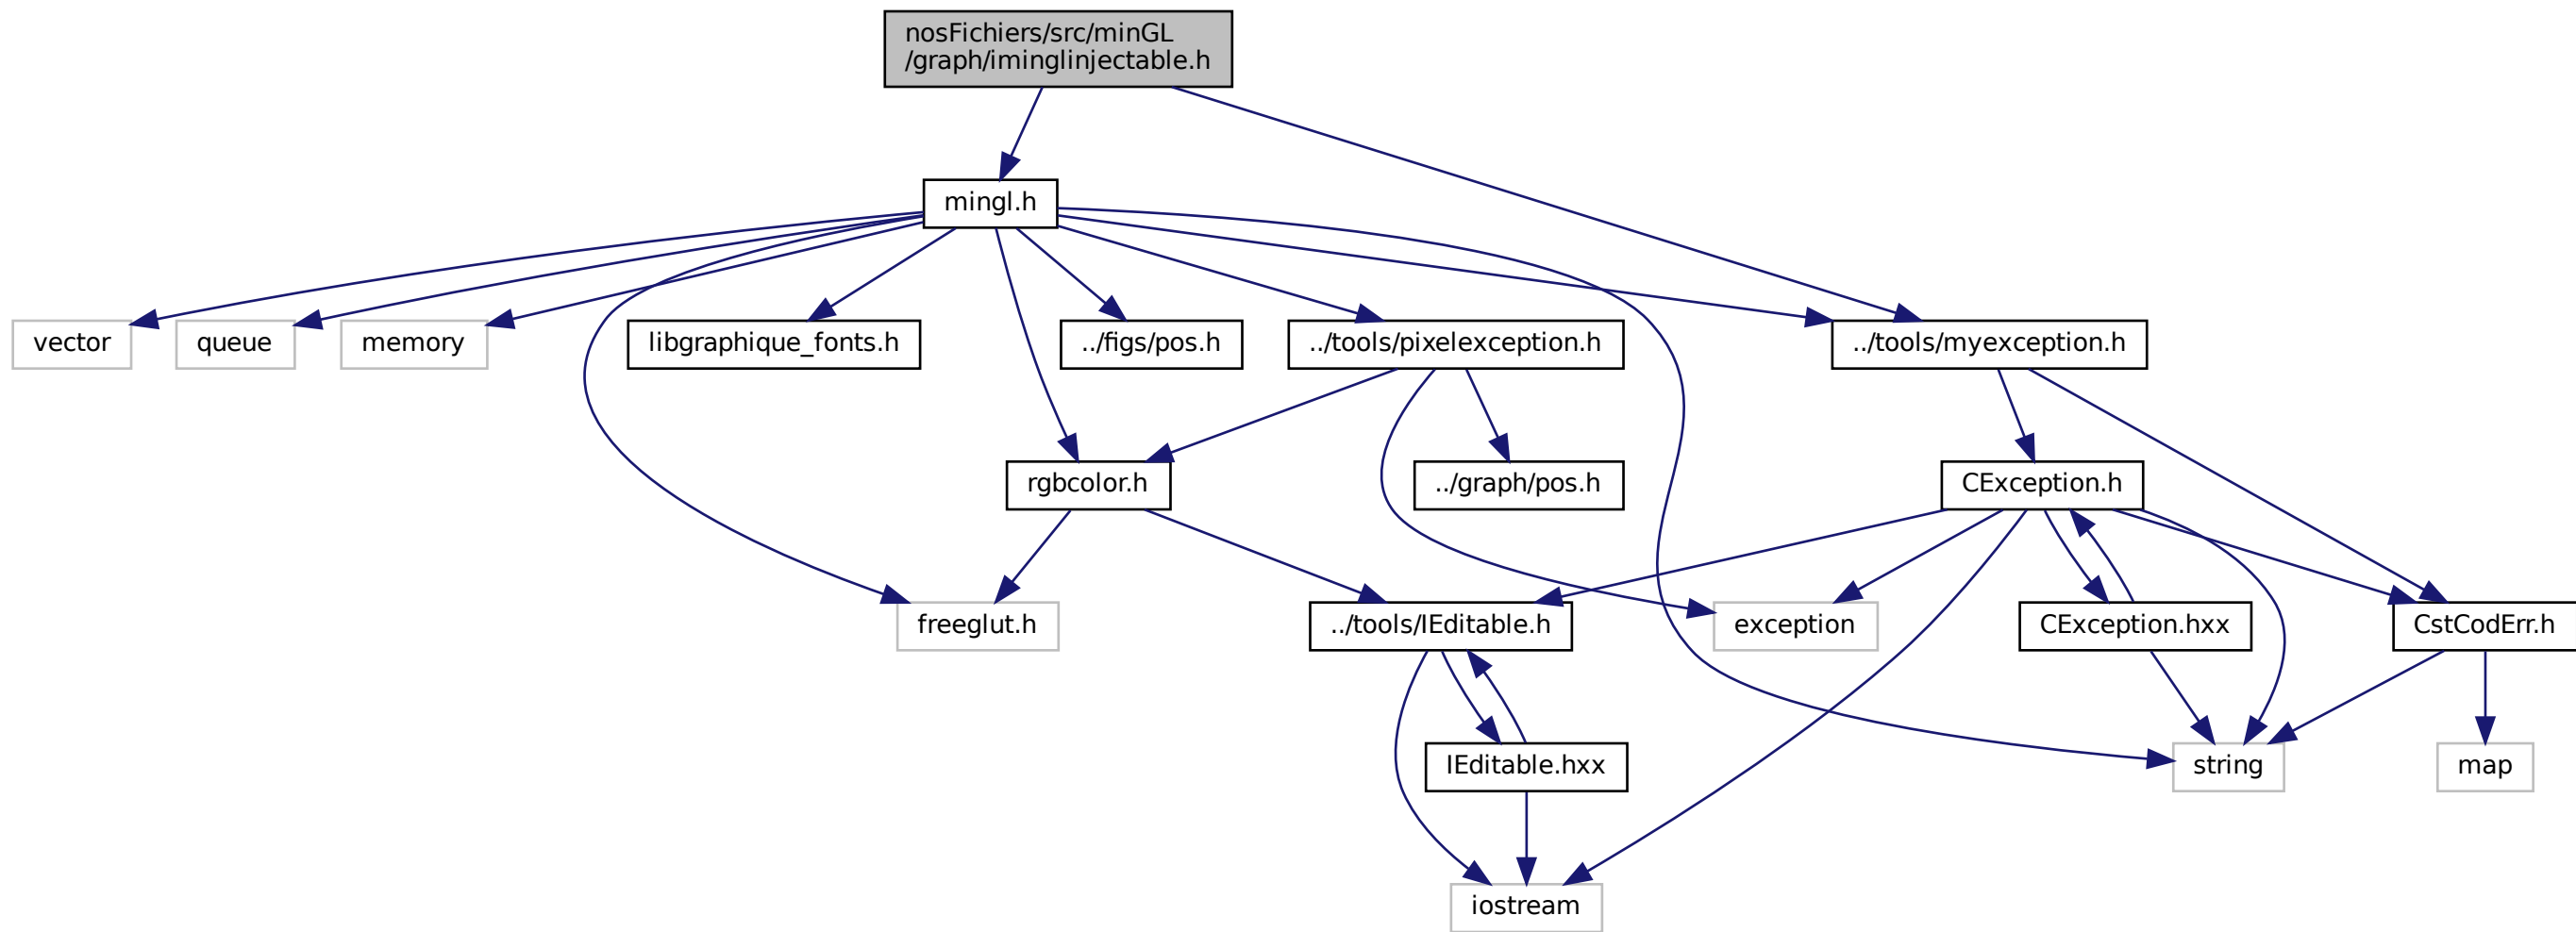 nosFichiers/src/minGL
/graph/iminglinjectable.h
mingl.h
vector
queue
memory
libgraphique_fonts.h
../figs/pos.h
../tools/pixelexception.h
../tools/myexception.h
rgbcolor.h
../graph/pos.h
CException.h
freeglut.h
../tools/IEditable.h
exception
CException.hxx
CstCodErr.h
IEditable.hxx
string
map
iostream